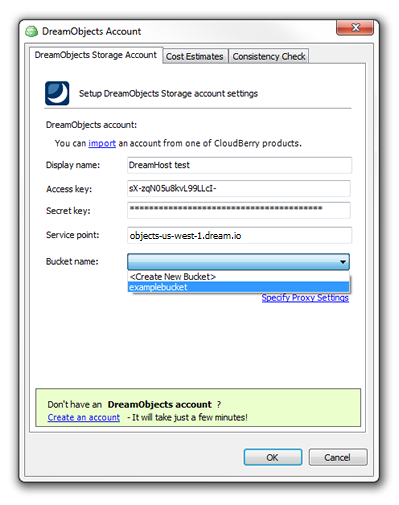 DreamObjects Account
DreamObjects Storage Account Cost Estimates Consistency Check
Setup DreamObjects Storage account settings
DreamObjects account:
You can import an account from one of CloudBerry products.
Display name: DreamHost test
Access key: sX-zqN05u8kvL99LLcI-
Secret key: ****************************************
Service point: objects-us-west-1.dream.io
Bucket name:
<Create New Bucket>
examplebucket
Specify Proxy Settings
Don't have an DreamObjects account ?
Create an account - It will take just a few minutes!
OK Cancel